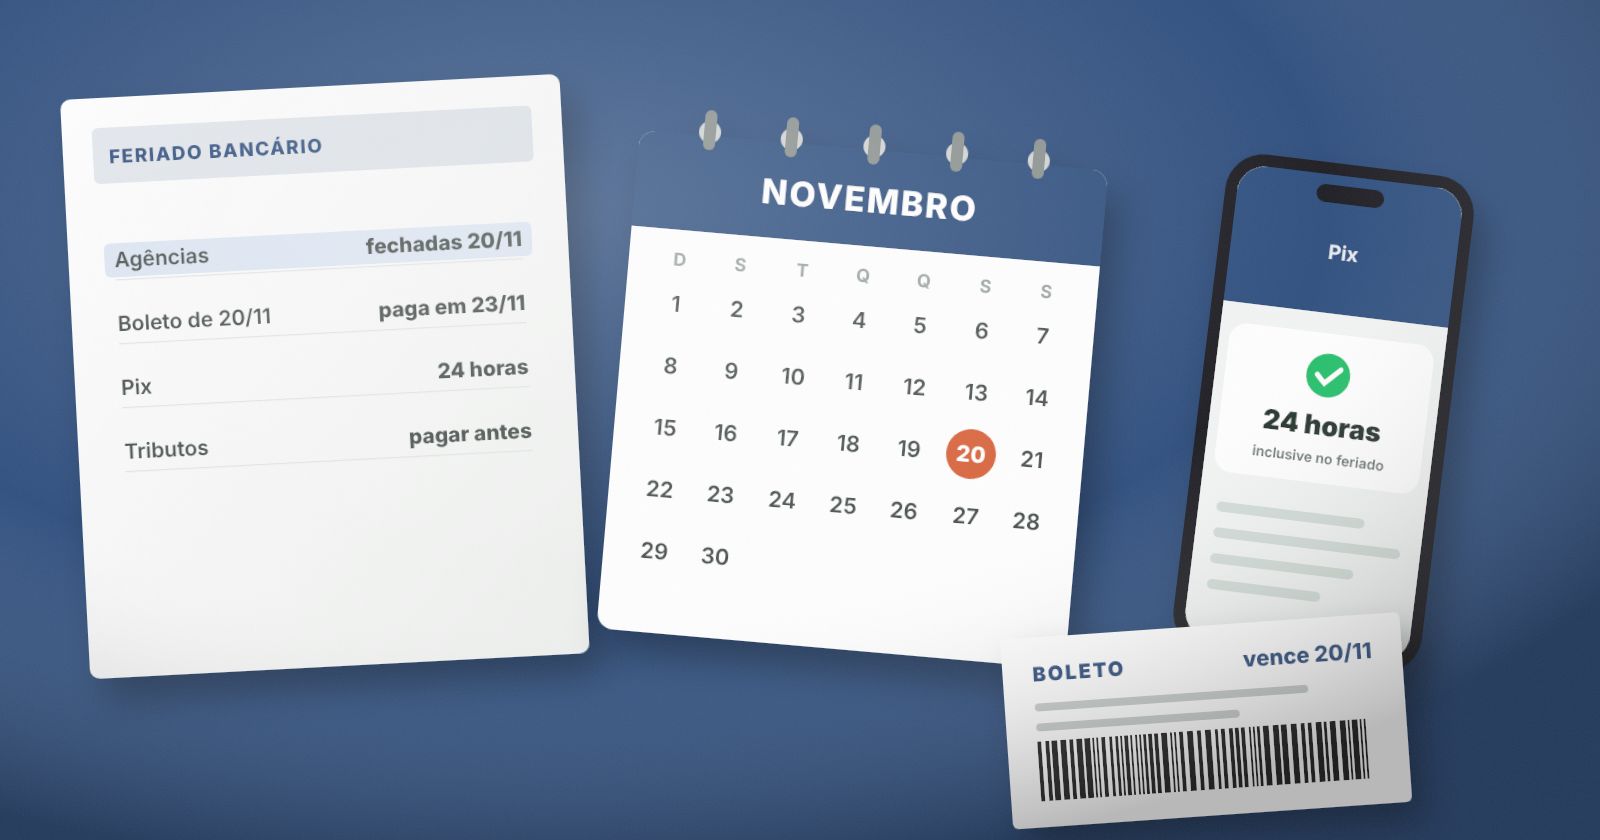 FERIADO BANCÁRIO
Agências fechadas 20/11
Boleto de 20/11 paga em 23/11
Pix 24 horas
Tributos pagar antes
NOVEMBRO
D S T Q Q S S
1 2 3 4 5 6 7
8 9 10 11 12 13 14
15 16 17 18 19 20 21
22 23 24 25 26 27 28
29 30
Pix
24 horas
inclusive no feriado
BOLETO vence 20/11